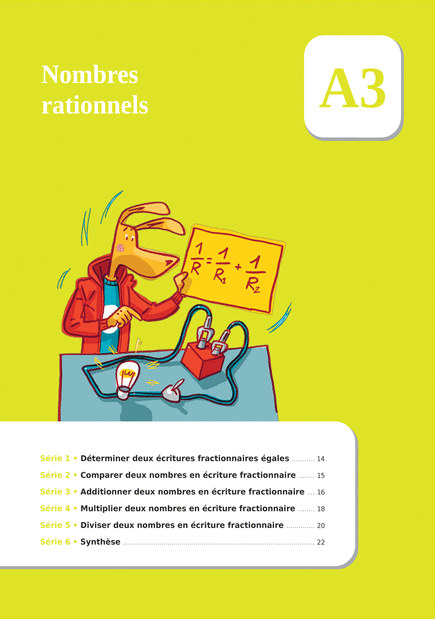 Nombres
rationnels
A3
1/R = 1/R1 + 1/R2
Série 1 • Déterminer deux écritures fractionnaires égales ........... 14
Série 2 • Comparer deux nombres en écriture fractionnaire ........ 15
Série 3 • Additionner deux nombres en écriture fractionnaire ... 16
Série 4 • Multiplier deux nombres en écriture fractionnaire ........ 18
Série 5 • Diviser deux nombres en écriture fractionnaire ............. 20
Série 6 • Synthèse ................................................................................ 22